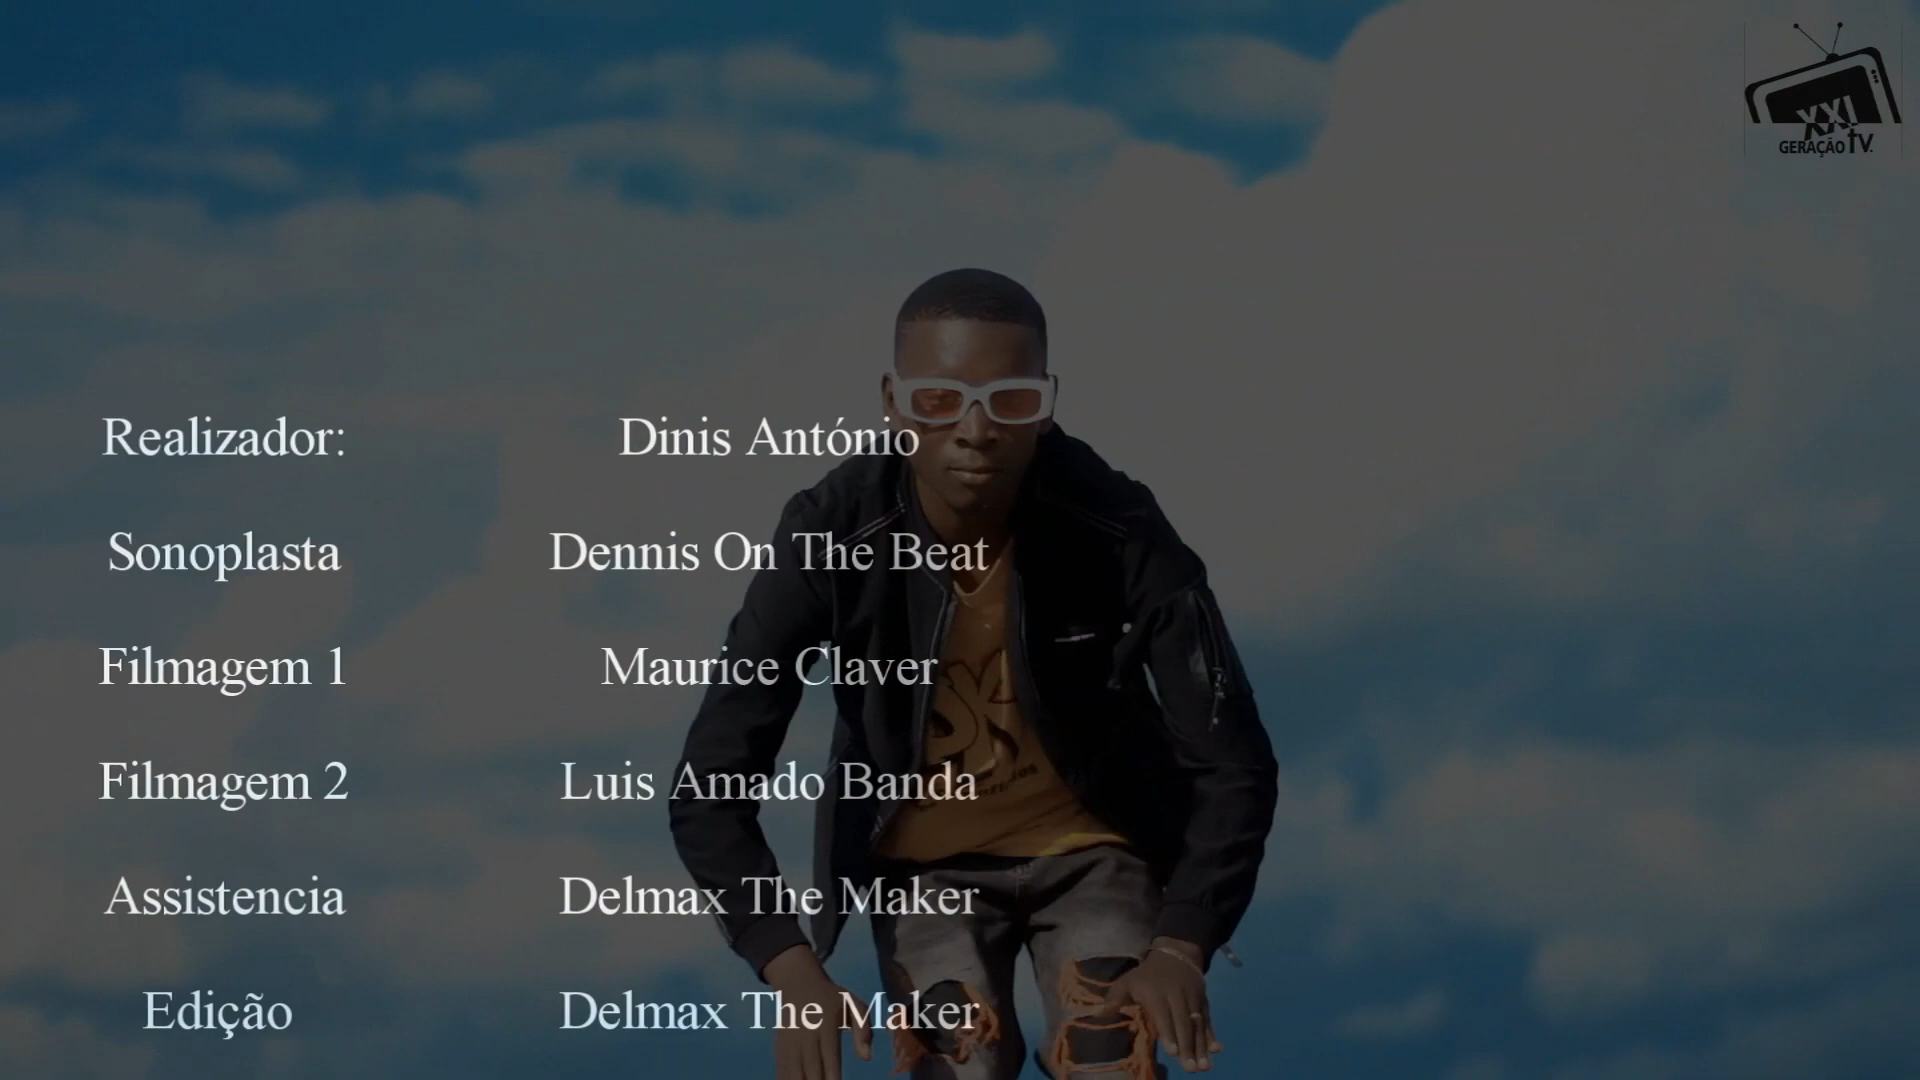 XXI
GERAÇÃO TV.
Realizador: Dinis António
Sonoplasta Dennis On The Beat
Filmagem 1 Maurice Claver
Filmagem 2 Luis Amado Banda
Assistencia Delmax The Maker
Edição Delmax The Maker